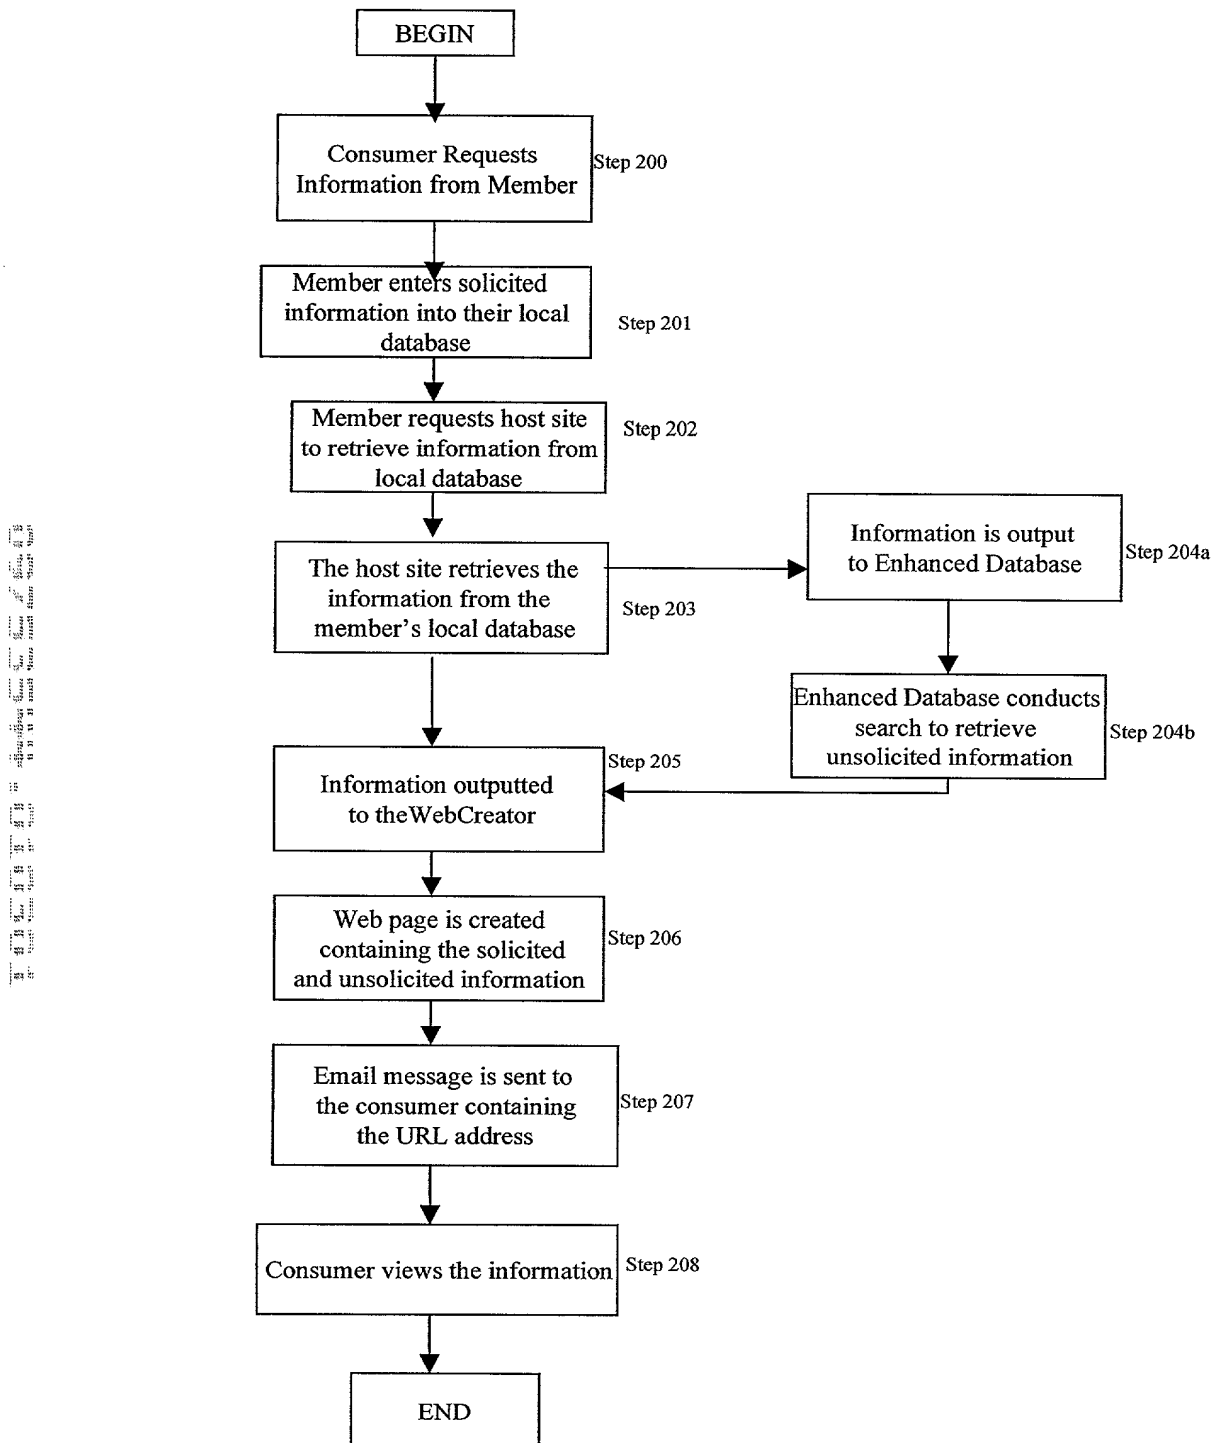 BEGIN
Consumer Requests
Information from Member
Step 200
Member enters solicited
information into their local
database
Step 201
Member requests host site
to retrieve information from
local database
Step 202
The host site retrieves the
information from the
member's local database
Step 203
Information is output
to Enhanced Database
Step 204a
Enhanced Database conducts
search to retrieve
unsolicited information
Step 204b
Information outputted
to theWebCreator
Step 205
Web page is created
containing the solicited
and unsolicited information
Step 206
Email message is sent to
the consumer containing
the URL address
Step 207
Consumer views the information
Step 208
END